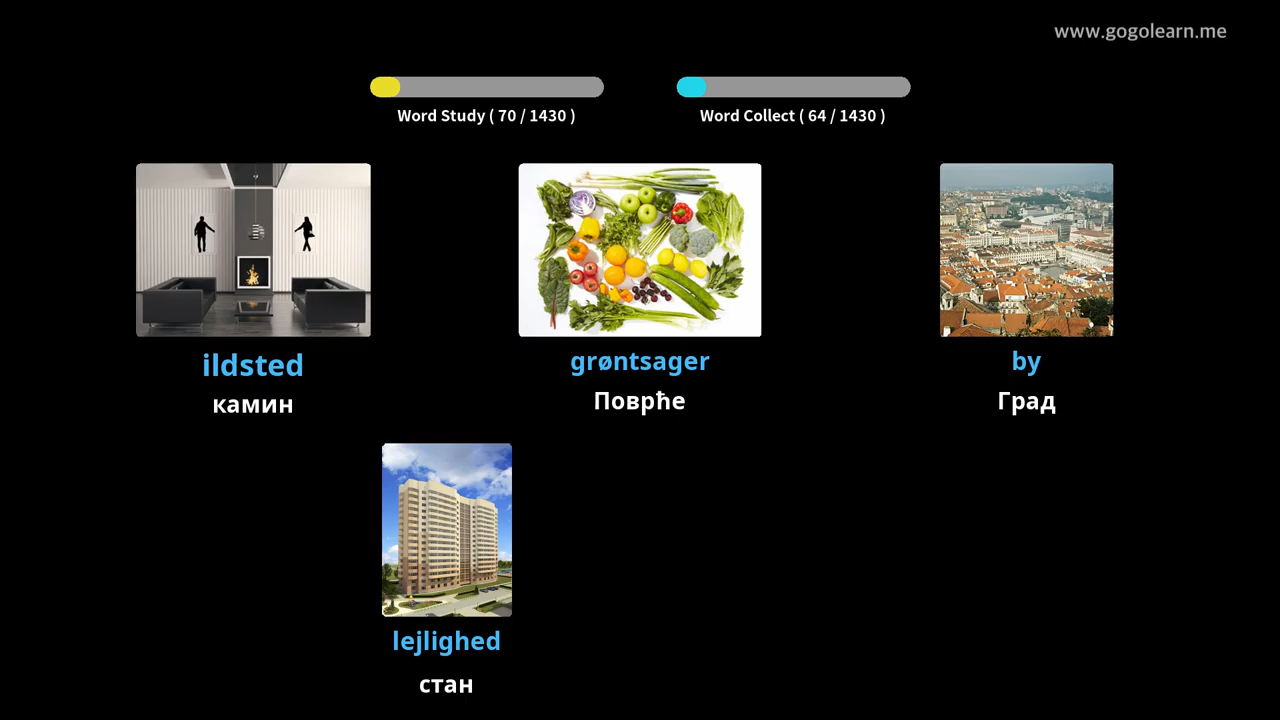 www.gogolearn.me
Word Study ( 70 / 1430 )
Word Collect ( 64 / 1430 )
ildsted
камин
grøntsager
Поврће
by
Град
lejlighed
стан